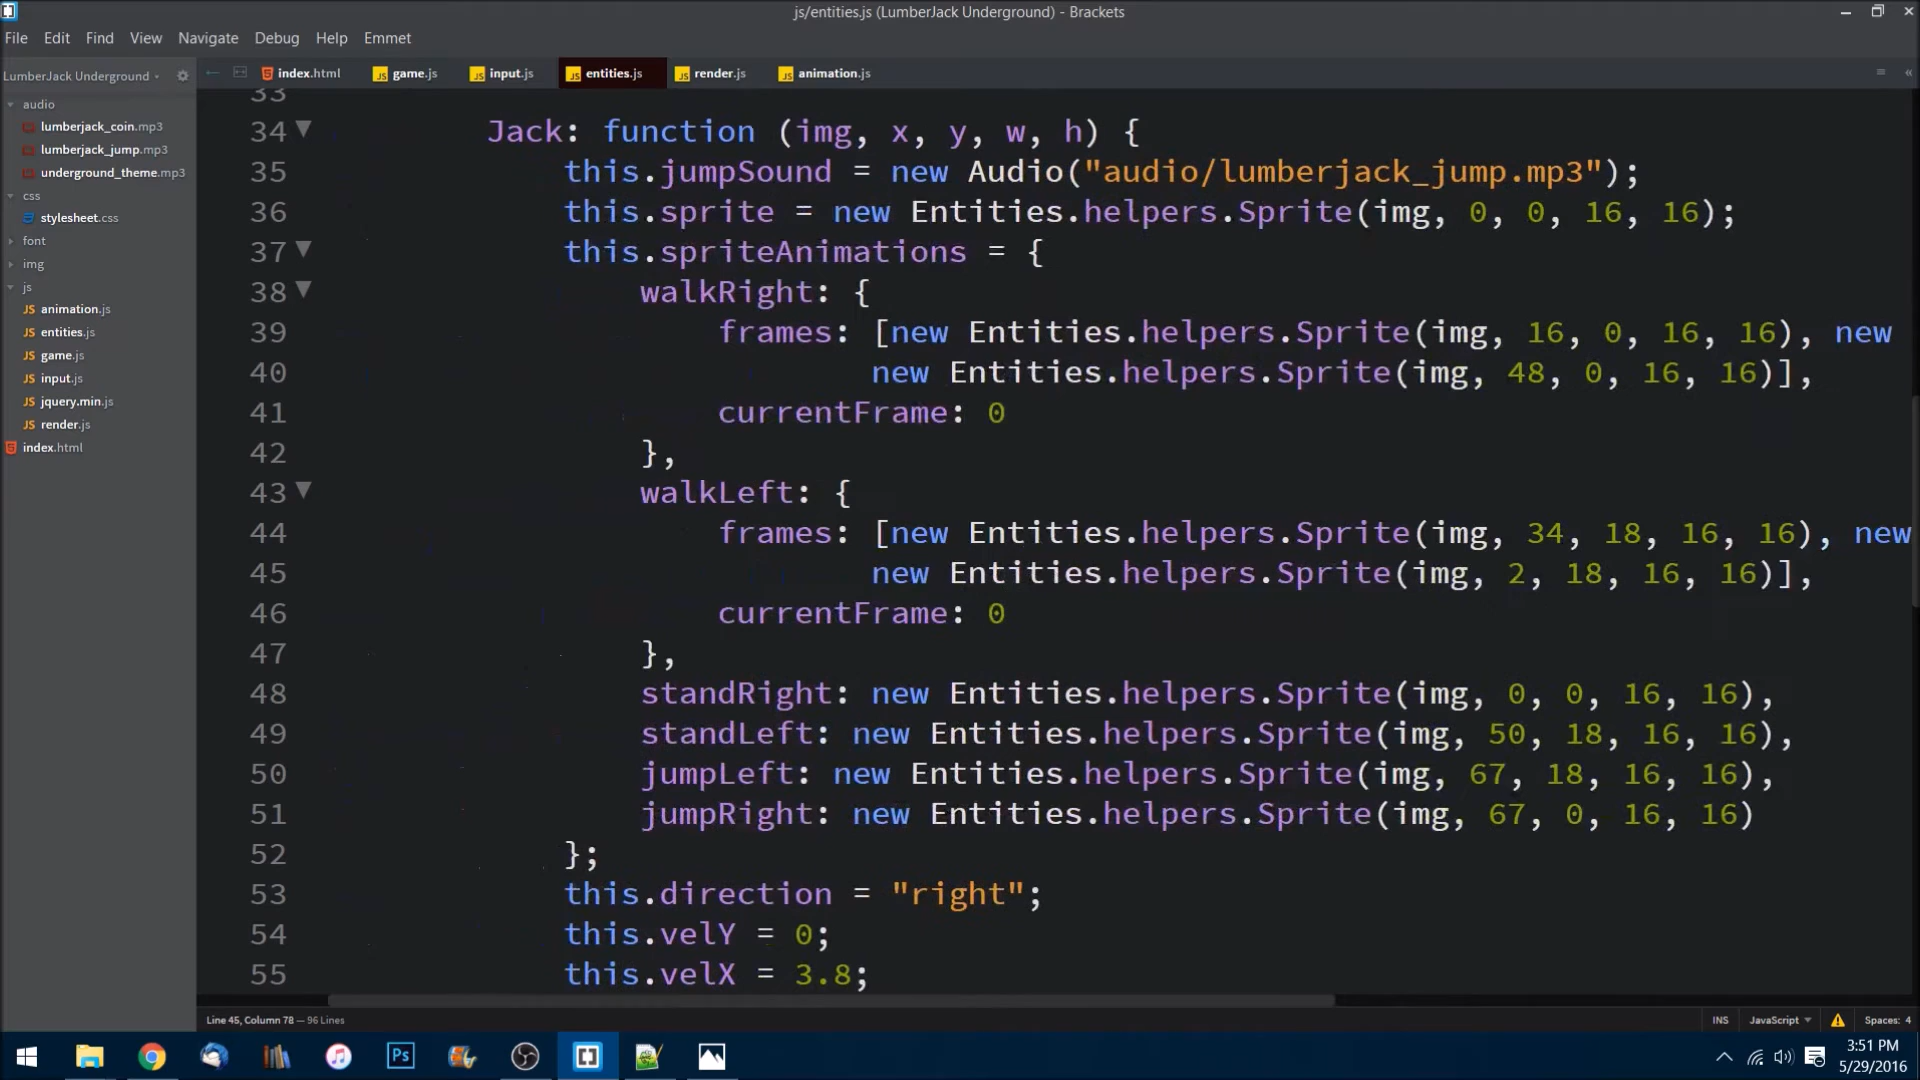 js/entities.js (LumberJack Underground) - Brackets
File Edit Find View Navigate Debug Help Emmet
LumberJack Underground
index.html game.js input.js entities.js render.js animation.js
audio
lumberjack_coin.mp3
lumberjack_jump.mp3
underground_theme.mp3
css
stylesheet.css
font
img
js
JS animation.js
JS entities.js
JS game.js
JS input.js
JS jquery.min.js
JS render.js
index.html
33
34 Jack: function (img, x, y, w, h) {
35 this.jumpSound = new Audio("audio/lumberjack_jump.mp3");
36 this.sprite = new Entities.helpers.Sprite(img, 0, 0, 16, 16);
37 this.spriteAnimations = {
38 walkRight: {
39 frames: [new Entities.helpers.Sprite(img, 16, 0, 16, 16), new
40 new Entities.helpers.Sprite(img, 48, 0, 16, 16)],
41 currentFrame: 0
42 },
43 walkLeft: {
44 frames: [new Entities.helpers.Sprite(img, 34, 18, 16, 16), new
45 new Entities.helpers.Sprite(img, 2, 18, 16, 16)],
46 currentFrame: 0
47 },
48 standRight: new Entities.helpers.Sprite(img, 0, 0, 16, 16),
49 standLeft: new Entities.helpers.Sprite(img, 50, 18, 16, 16),
50 jumpLeft: new Entities.helpers.Sprite(img, 67, 18, 16, 16),
51 jumpRight: new Entities.helpers.Sprite(img, 67, 0, 16, 16)
52 };
53 this.direction = "right";
54 this.velY = 0;
55 this.velX = 3.8;
Line 45, Column 78 — 96 Lines
INS JavaScript Spaces: 4
Ps
3:51 PM
5/29/2016